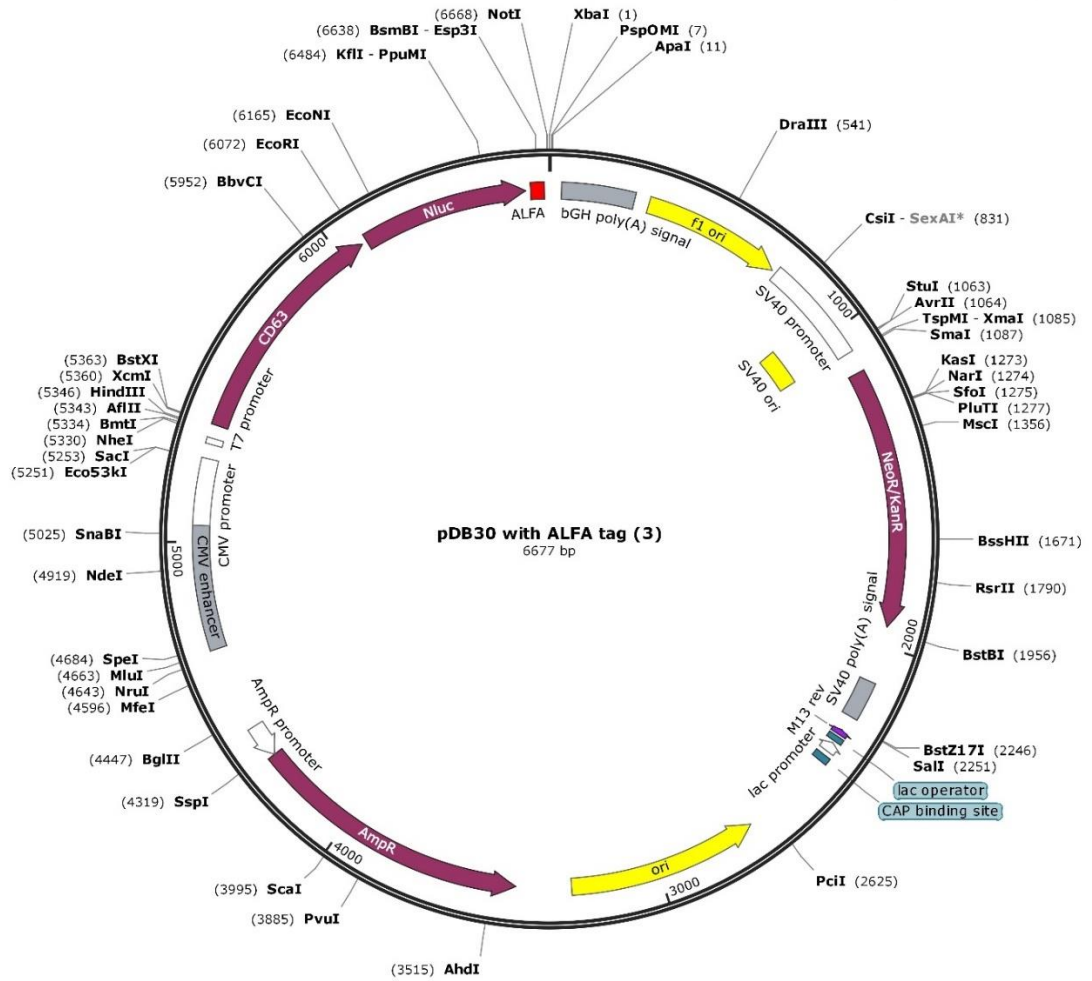 (6668) NotI
(6638) BsmBI - Esp3I
(6484) KflI - PpuMI
(6165) EcoNI
(6072) EcoRI
(5952) BbvCI
XbaI (1)
PspOMI (7)
ApaI (11)
DraIII (541)
CsiI - SexAI* (831)
StuI (1063)
AvrII (1064)
TspMI - XmaI (1085)
SmaI (1087)
KasI (1273)
NarI (1274)
SfoI (1275)
PluTI (1277)
MscI (1356)
BssHII (1671)
RsrII (1790)
BstBI (1956)
BstZ17I (2246)
SalI (2251)
lac operator
CAP binding site
PciI (2625)
(3515) AhdI
(3885) PvuI
(3995) ScaI
(4319) SspI
(4447) BglII
(4596) MfeI
(4643) NruI
(4663) MluI
(4684) SpeI
(4919) NdeI
(5025) SnaBI
(5251) Eco53kI
(5253) SacI
(5330) NheI
(5334) BmtI
(5343) AflII
(5346) HindIII
(5360) XcmI
(5363) BstXI
1000
2000
3000
4000
5000
6000
Nluc
ALFA
bGH poly(A) signal
f1 ori
SV40 promoter
SV40 ori
NeoR/KanR
SV40 poly(A) signal
M13 rev
lac promoter
ori
AmpR
AmpR promoter
CMV enhancer
CMV promoter
T7 promoter
CD63
pDB30 with ALFA tag (3)
6677 bp